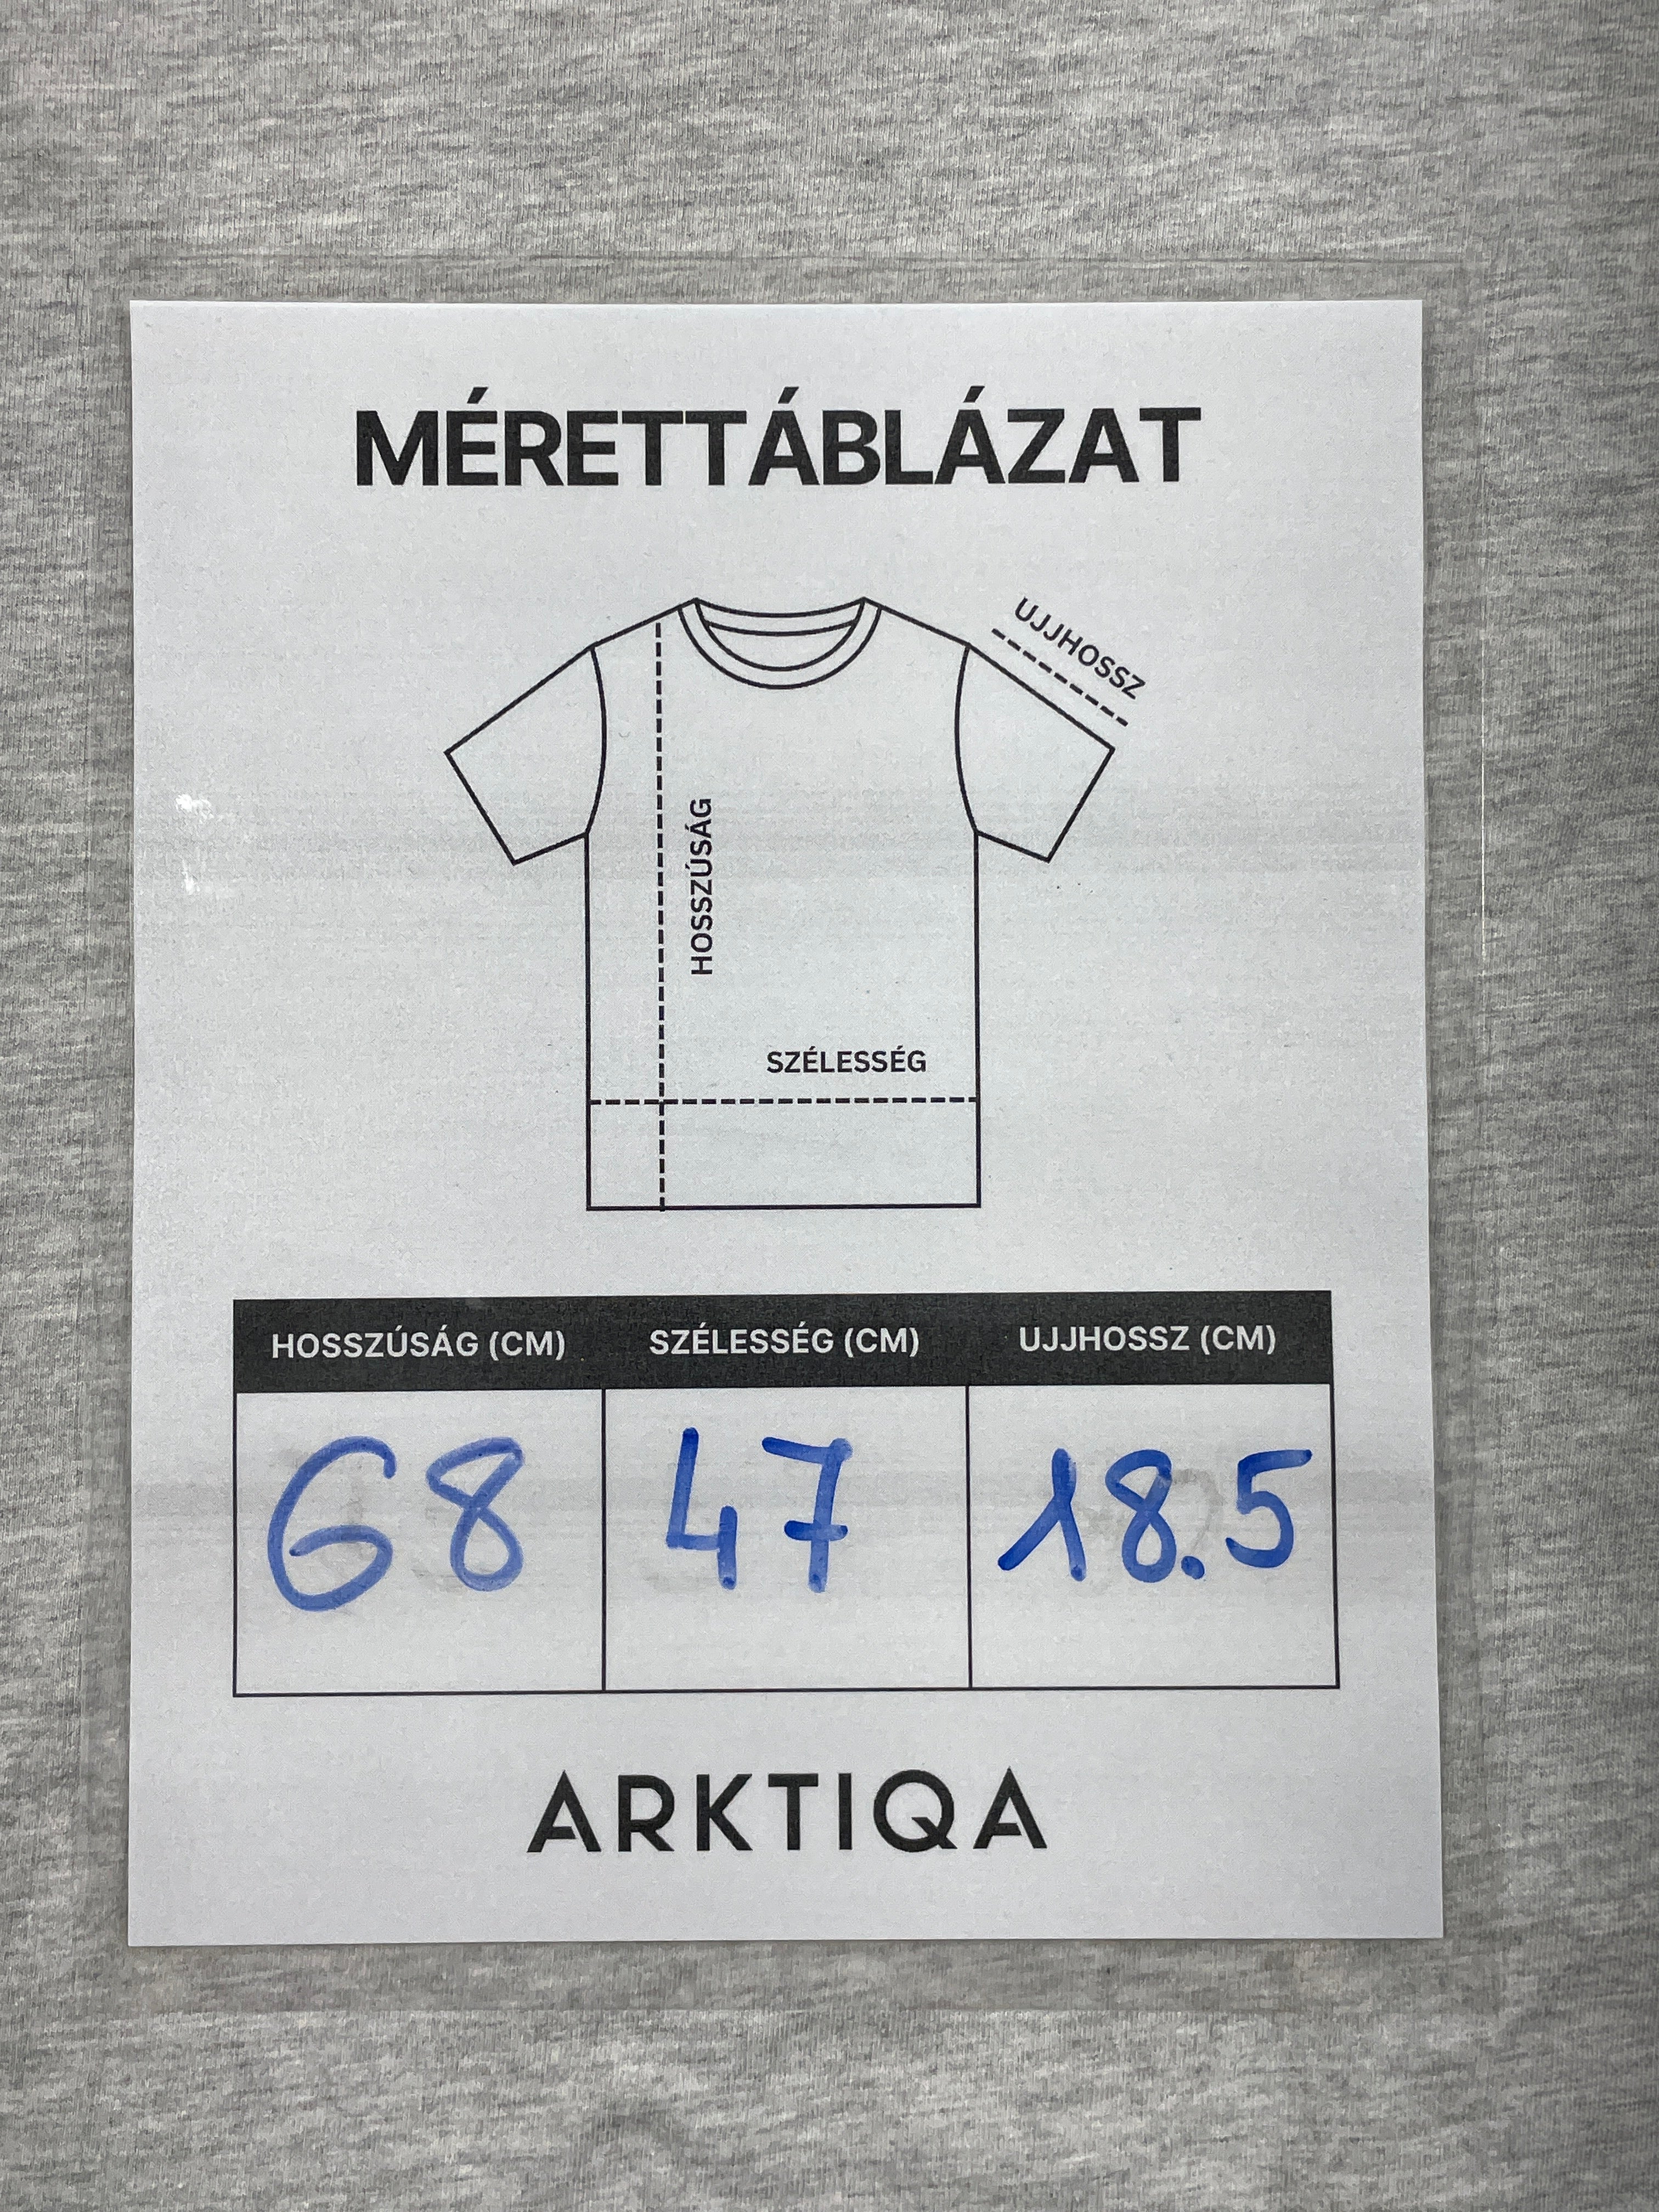 MÉRETTÁBLÁZAT
UJJHOSSZ
HOSSZÚSÁG
SZÉLESSÉG
HOSSZÚSÁG (CM) SZÉLESSÉG (CM) UJJHOSSZ (CM)
68 47 18.5
ARKTIQA